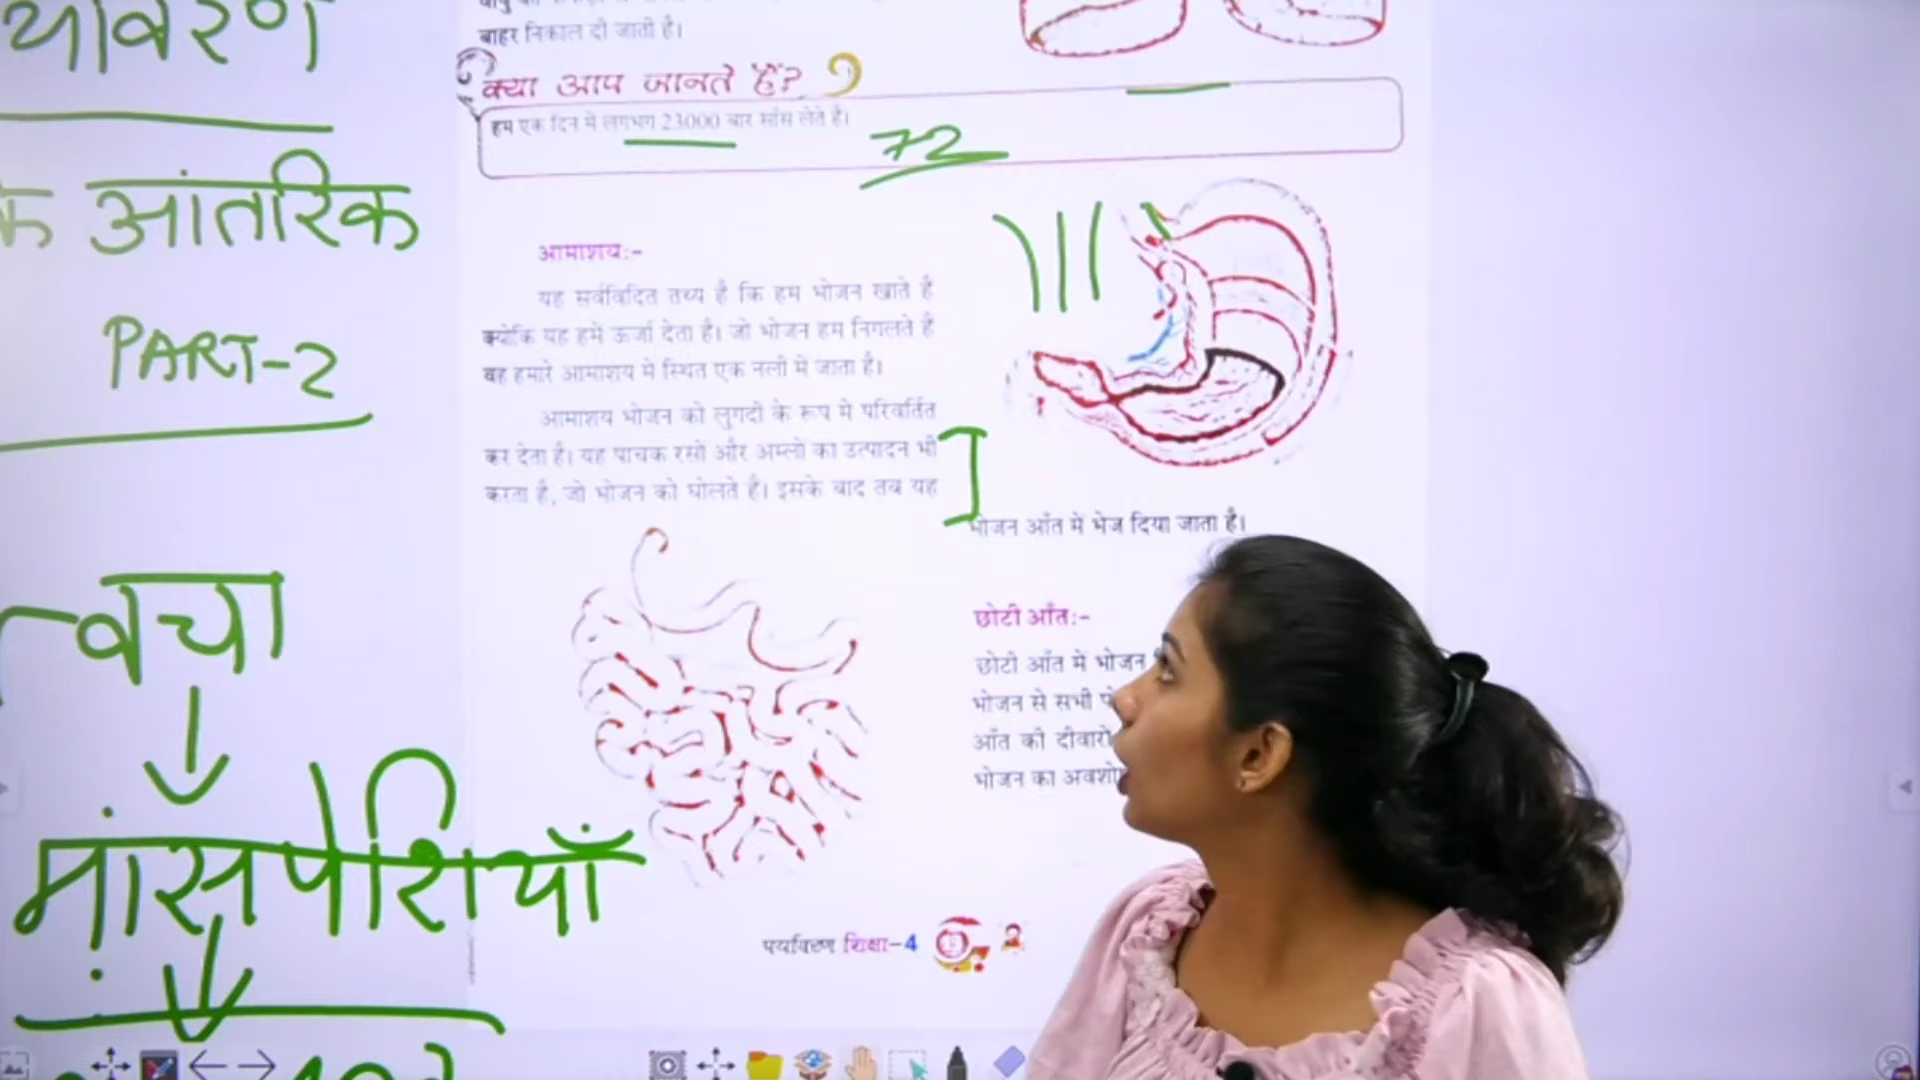 यावरण
के आंतरिक
PART-2
त्वचा
मांसपेशियाँ
बाहर निकाल दी जाती है।
क्या आप जानते हैं?
हम एक दिन में लगभग 23000 बार साँस लेते है।
72
आमाशयः-
यह सर्वविदित तथ्य है कि हम भोजन खाते है
क्योकि यह हमे ऊर्जा देता है। जो भोजन हम निगलते है
वह हमारे आमाशय मे स्थित एक नली में जाता है।
आमाशय भोजन को लुगदी के रूप मे परिवर्तित
कर देता है। यह पाचक रसो और अम्लो का उत्पादन भी
करता है, जो भोजन को घोलते है। इसके बाद तब यह
भोजन आँत में भेज दिया जाता है।
छोटी आँतः-
छोटी आँत में भोजन
भोजन से सभी
आँत की दीवारो
भोजन का अवशो
पर्यावरण शिक्षा-4